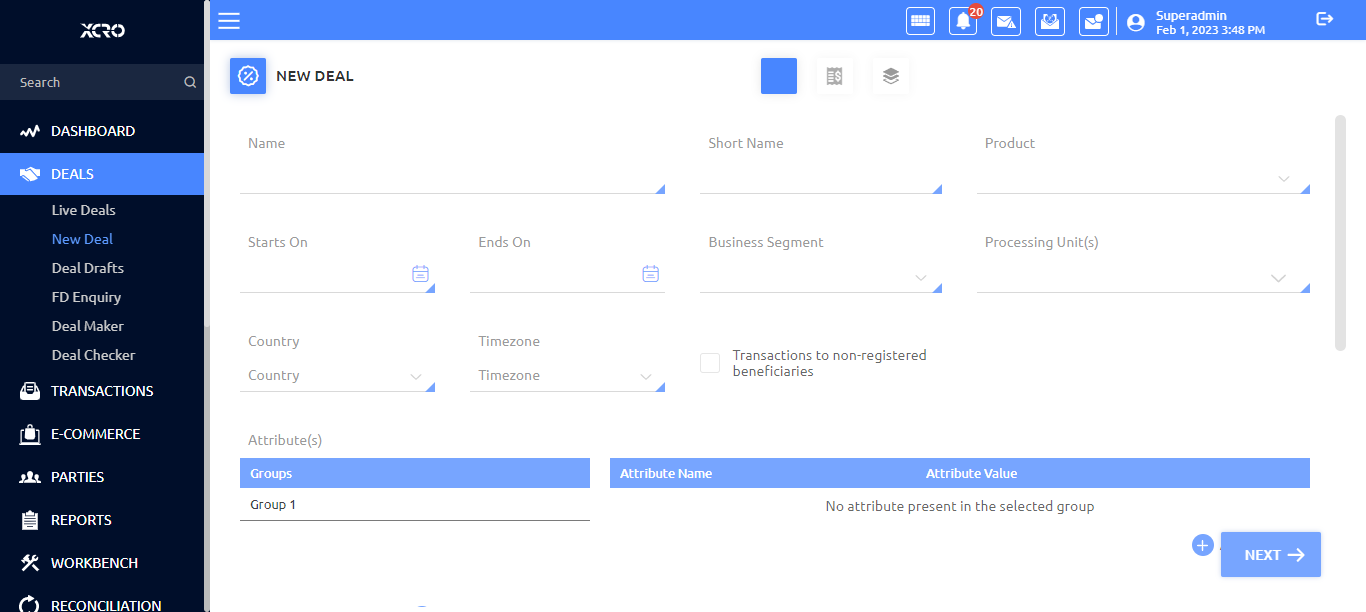 XCRO
20
Superadmin
Feb 1, 2023 3:48 PM
Search
NEW DEAL
DASHBOARD
DEALS
Live Deals
New Deal
Deal Drafts
FD Enquiry
Deal Maker
Deal Checker
TRANSACTIONS
E-COMMERCE
PARTIES
REPORTS
WORKBENCH
RECONCILIATION
Name
Short Name
Product
Starts On
Ends On
Business Segment
Processing Unit(s)
Country
Timezone
Country
Timezone
Transactions to non-registered
beneficiaries
Attribute(s)
Groups
Attribute Name
Attribute Value
Group 1
No attribute present in the selected group
NEXT